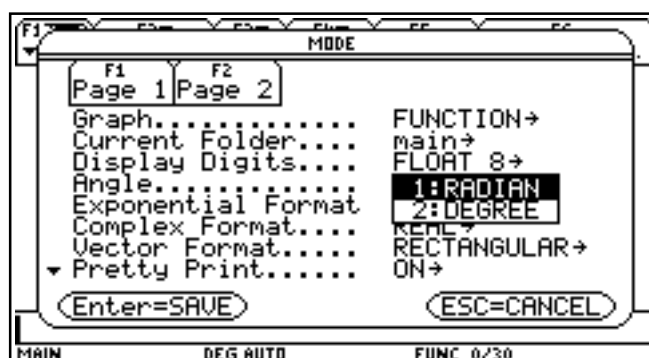 F1
MODE
F1 F2
Page 1 Page 2
Graph............. FUNCTION→
Current Folder.... main→
Display Digits.... FLOAT 8→
Angle............. 1:RADIAN
Exponential Format 2:DEGREE
Complex Format.... REAL→
Vector Format..... RECTANGULAR→
Pretty Print...... ON→
Enter=SAVE ESC=CANCEL
MAIN DEG AUTO FUNC 0/30